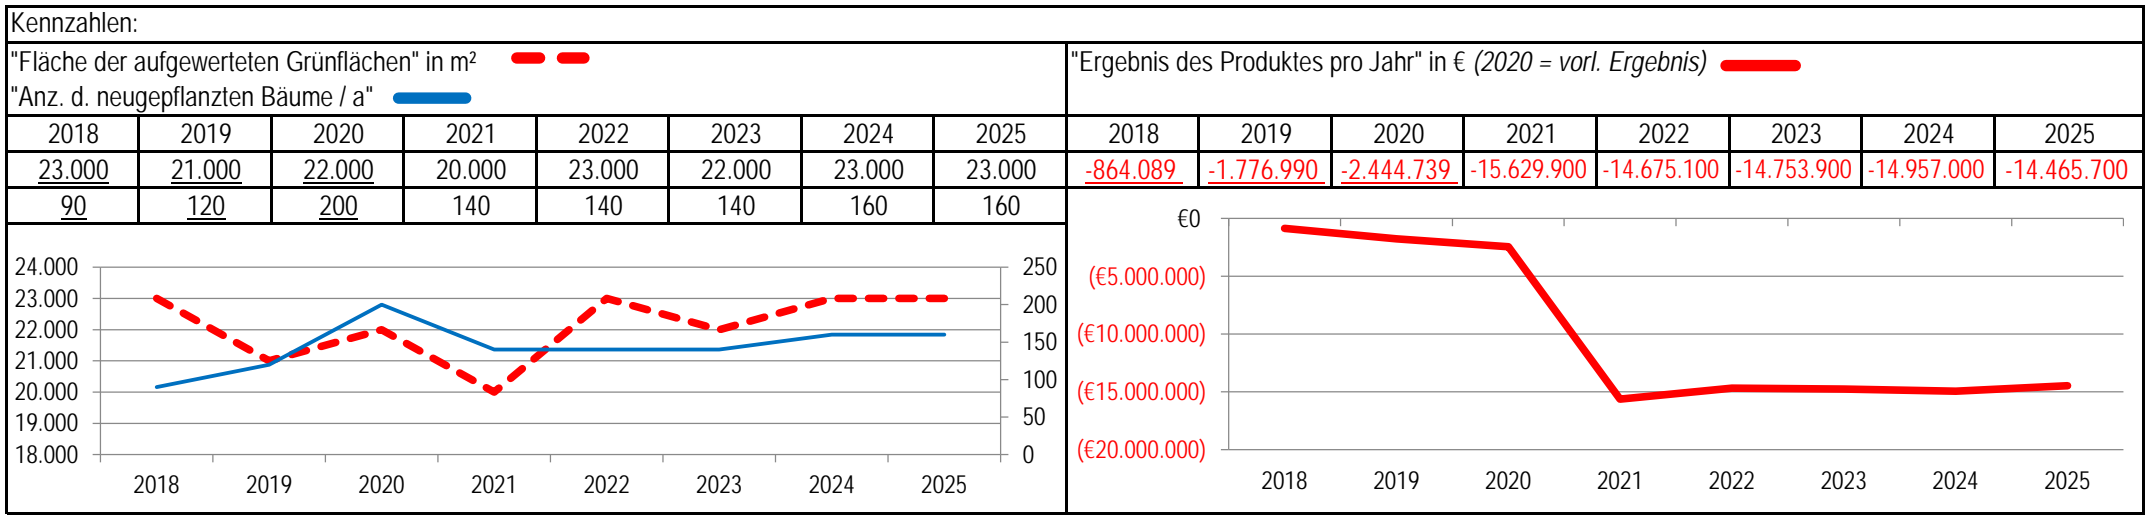 Kennzahlen:
"Fläche der aufgewerteten Grünflächen" in m²
"Anz. d. neugepflanzten Bäume / a"
"Ergebnis des Produktes pro Jahr" in € (2020 = vorl. Ergebnis)
2018 2019 2020 2021 2022 2023 2024 2025
23.000 21.000 22.000 20.000 23.000 22.000 23.000 23.000
90 120 200 140 140 140 160 160
2018 2019 2020 2021 2022 2023 2024 2025
-864.089 -1.776.990 -2.444.739 -15.629.900 -14.675.100 -14.753.900 -14.957.000 -14.465.700
24.000
23.000
22.000
21.000
20.000
19.000
18.000
250
200
150
100
50
0
2018 2019 2020 2021 2022 2023 2024 2025
€0
(€5.000.000)
(€10.000.000)
(€15.000.000)
(€20.000.000)
2018 2019 2020 2021 2022 2023 2024 2025